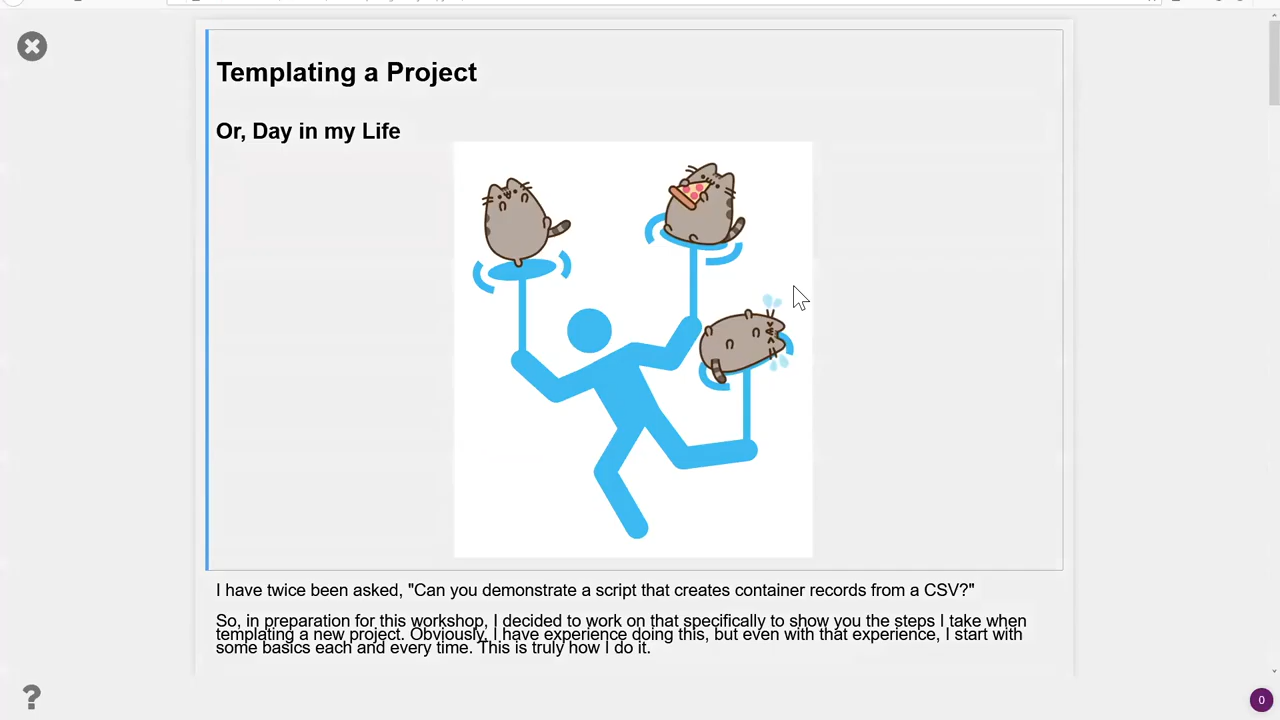 Templating a Project
Or, Day in my Life
I have twice been asked, "Can you demonstrate a script that creates container records from a CSV?"
So, in preparation for this workshop, I decided to work on that specifically to show you the steps I take when
templating a new project. Obviously, I have experience doing this, but even with that experience, I start with
some basics each and every time. This is truly how I do it.
?
0